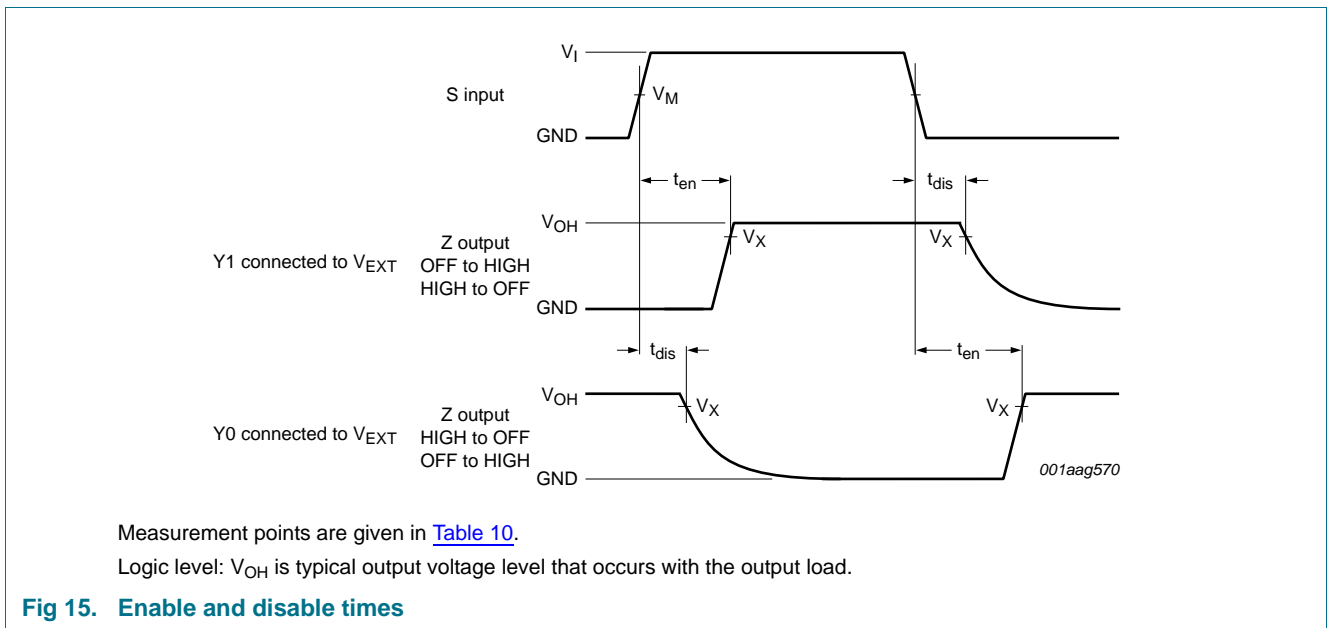 V_I
S input
V_M
GND
t_en
t_dis
V_OH
V_X
V_X
Y1 connected to V_EXT
Z output
OFF to HIGH
HIGH to OFF
GND
t_dis
t_en
V_OH
V_X
V_X
Y0 connected to V_EXT
Z output
HIGH to OFF
OFF to HIGH
GND
001aag570
Measurement points are given in Table 10.
Logic level: V_OH is typical output voltage level that occurs with the output load.
Fig 15. Enable and disable times